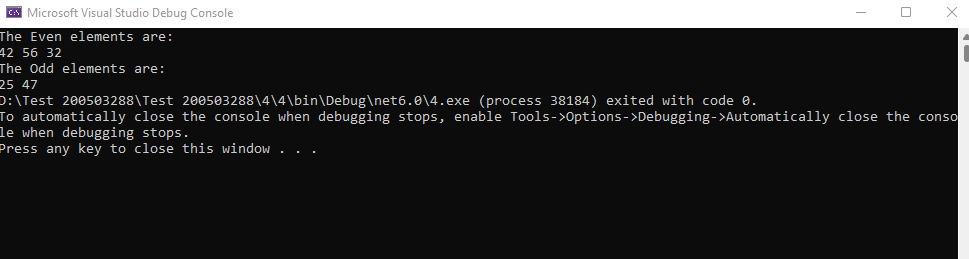 Microsoft Visual Studio Debug Console
The Even elements are:
42 56 32
The Odd elements are:
25 47
D:\Test 200503288\Test 200503288\4\4\bin\Debug\net6.0\4.exe (process 38184) exited with code 0.
To automatically close the console when debugging stops, enable Tools->Options->Debugging->Automatically close the conso
le when debugging stops.
Press any key to close this window . . .